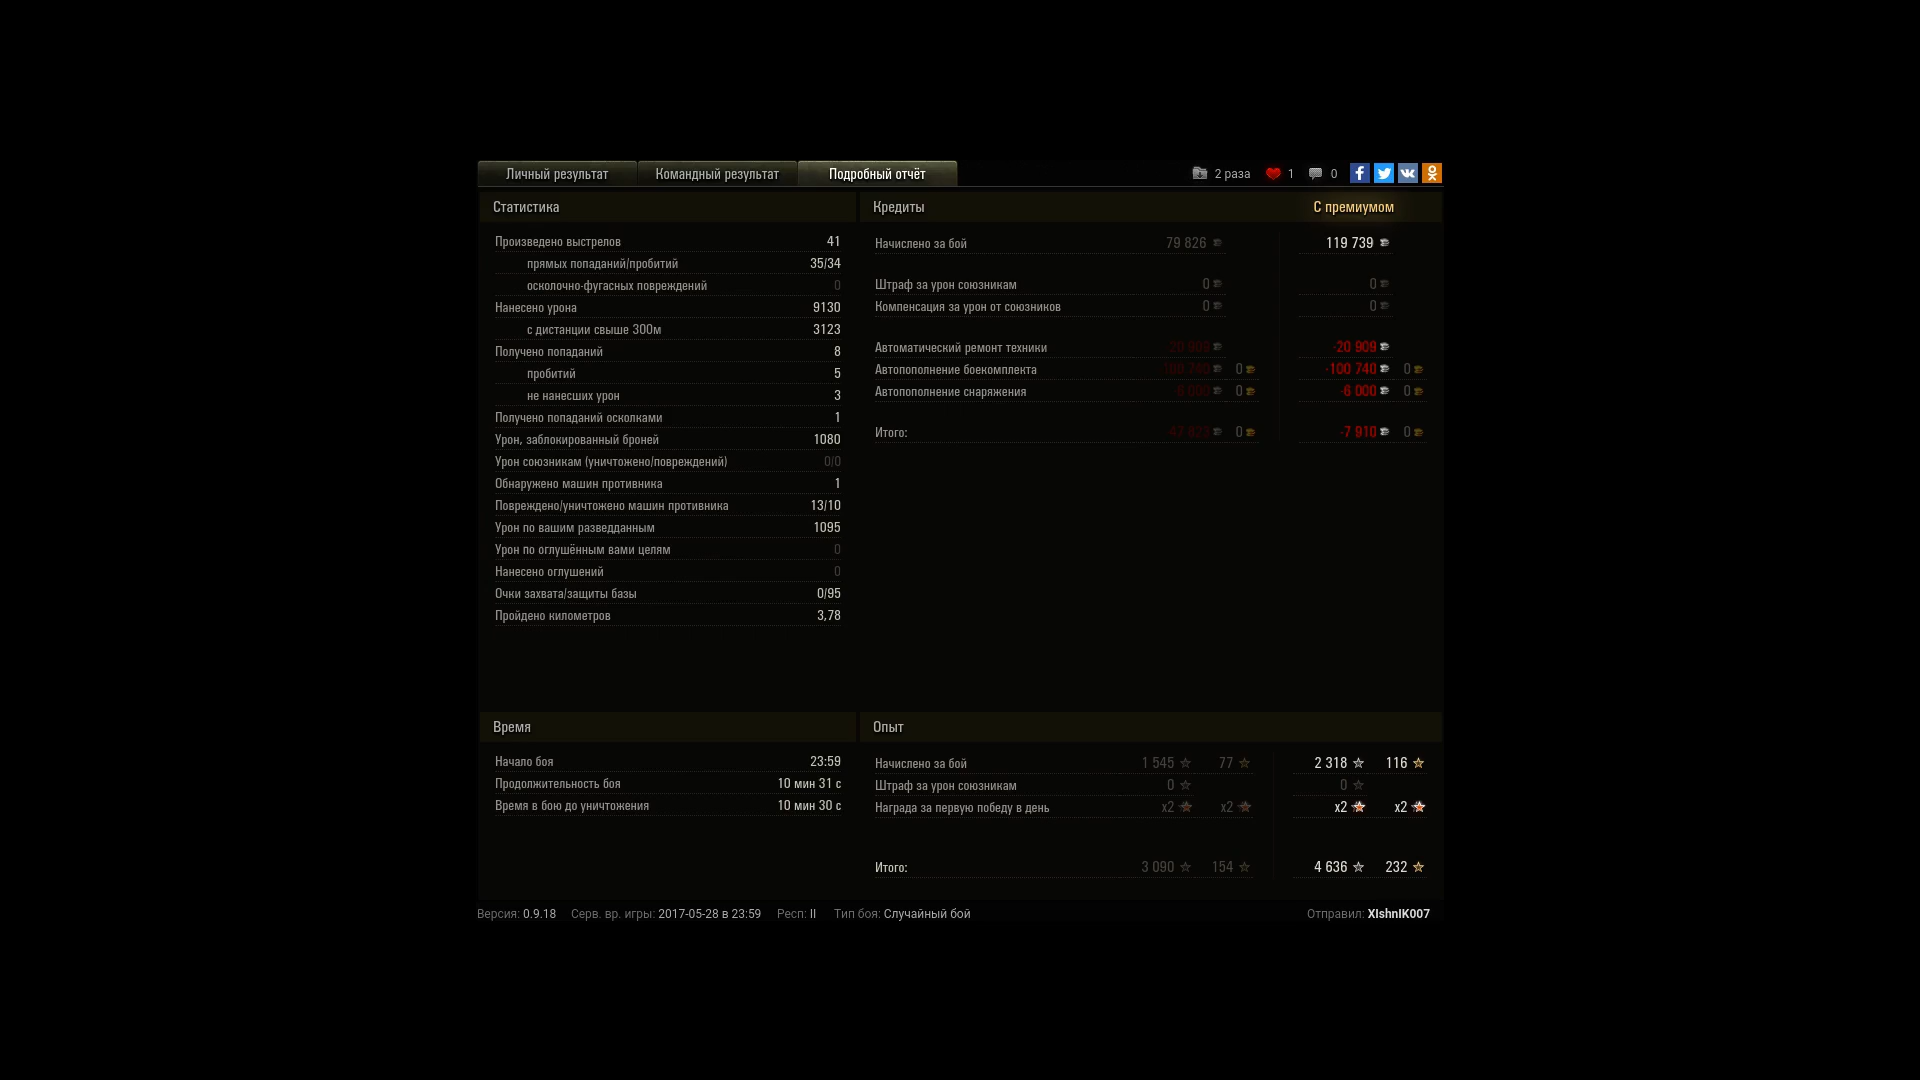 Личный результат Командный результат Подробный отчёт 2 раза 1 0
Статистика
Произведено выстрелов 41
прямых попаданий/пробитий 35/34
осколочно-фугасных повреждений 0
Нанесено урона 9130
с дистанции свыше 300м 3123
Получено попаданий 8
пробитий 5
не нанесших урон 3
Получено попаданий осколками 1
Урон, заблокированный броней 1080
Урон союзникам (уничтожено/повреждений) 0/0
Обнаружено машин противника 1
Повреждено/уничтожено машин противника 13/10
Урон по вашим разведданным 1095
Урон по оглушённым вами целям 0
Нанесено оглушений 0
Очки захвата/защиты базы 0/95
Пройдено километров 3,78
Кредиты С премиумом
Начислено за бой 79 826 119 739
Штраф за урон союзникам 0 0
Компенсация за урон от союзников 0 0
Автоматический ремонт техники -20 909 -20 909
Автопополнение боекомплекта -100 740 0 -100 740 0
Автопополнение снаряжения -6 000 0 -6 000 0
Итого: -47 823 0 -7 910 0
Время
Начало боя 23:59
Продолжительность боя 10 мин 31 с
Время в бою до уничтожения 10 мин 30 с
Опыт
Начислено за бой 1 545 77 2 318 116
Штраф за урон союзникам 0 0
Награда за первую победу в день x2 x2 x2 x2
Итого: 3 090 154 4 636 232
Версия: 0.9.18 Серв. вр. игры: 2017-05-28 в 23:59 Респ: II Тип боя: Случайный бой Отправил: XIshnIK007